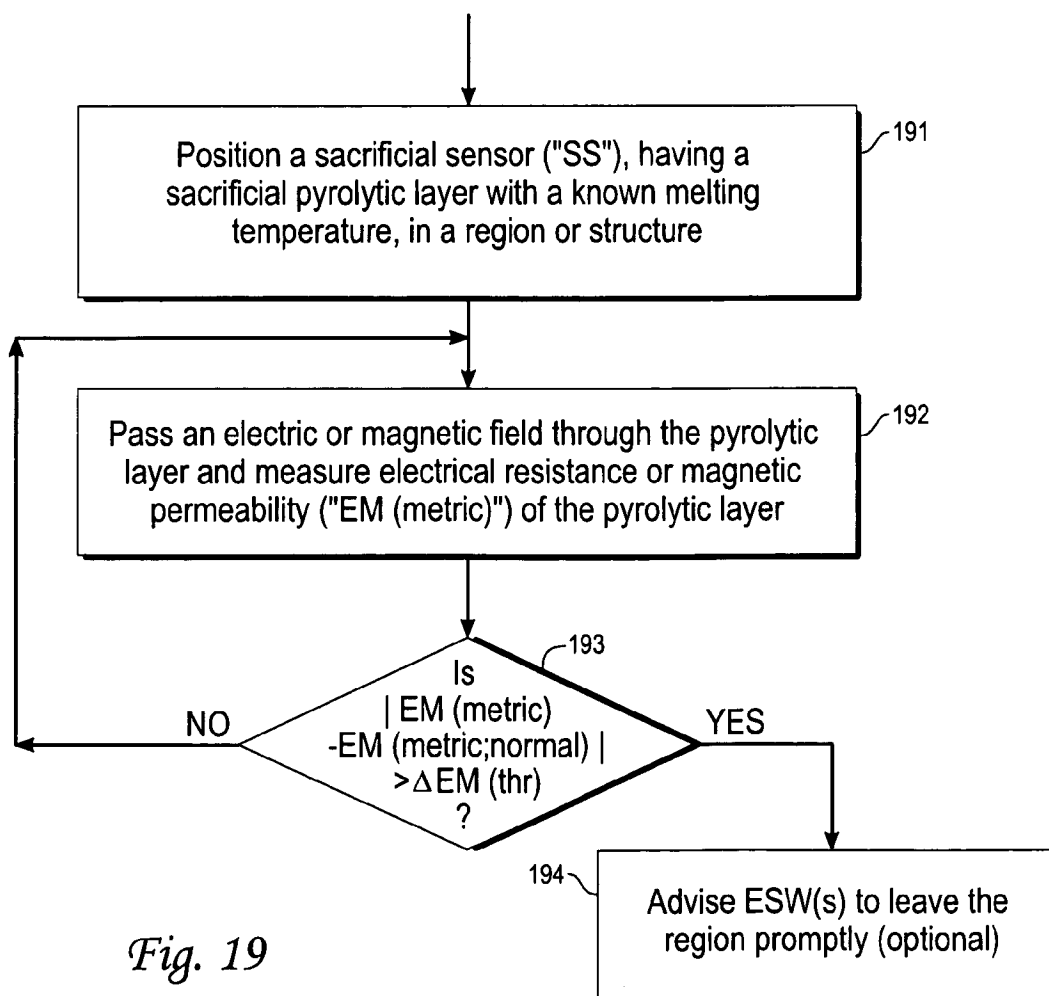 191
Position a sacrificial sensor ("SS"), having a
sacrificial pyrolytic layer with a known melting
temperature, in a region or structure
192
Pass an electric or magnetic field through the pyrolytic
layer and measure electrical resistance or magnetic
permeability ("EM (metric)") of the pyrolytic layer
193
Is
| EM (metric)
-EM (metric;normal) |
>Δ EM (thr)
?
NO
YES
194
Advise ESW(s) to leave the
region promptly (optional)
Fig. 19